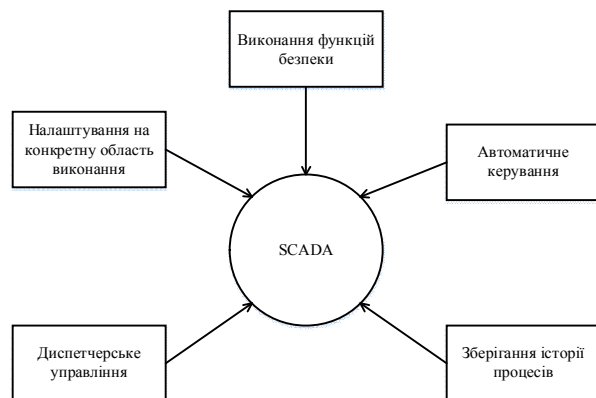 Виконання функцій
безпеки
Налаштування на
конкретну область
виконання
Автоматичне
керування
SCADA
Диспетчерське
управління
Зберігання історії
процесів